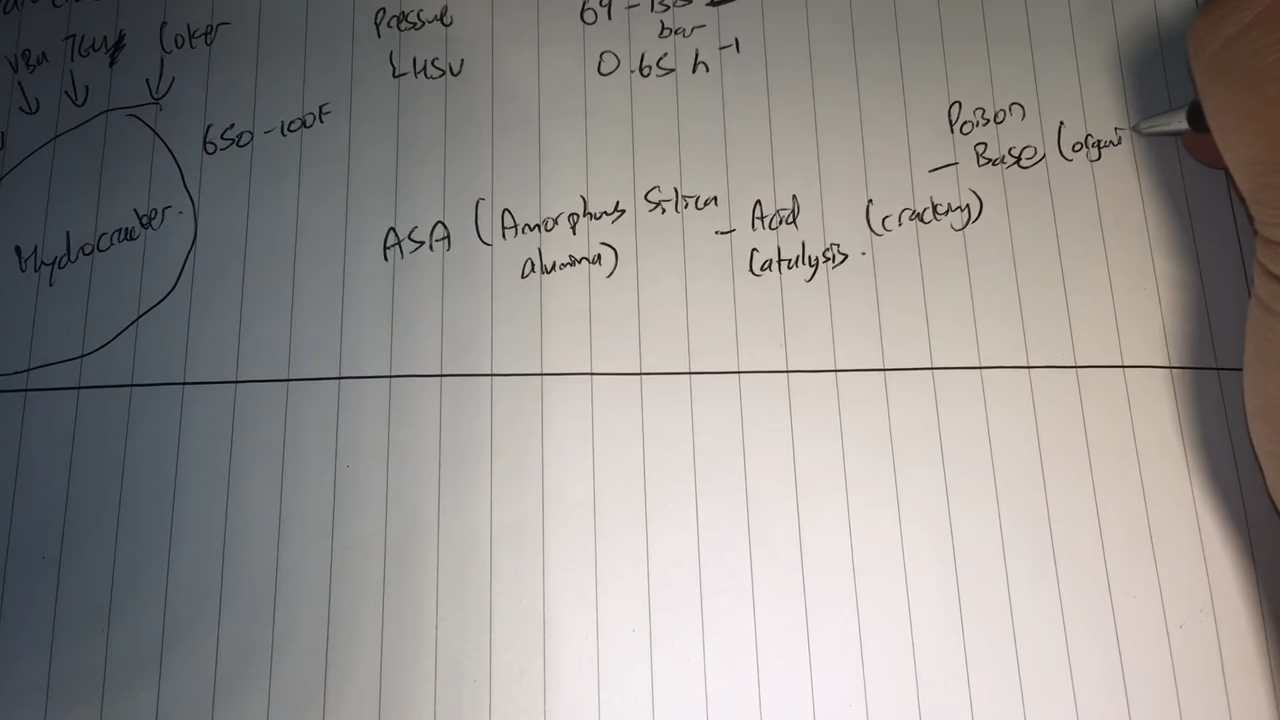 VBU TGU Coker
Pressure 69-138
bar
LHSV 0.65 h⁻¹
650-100F
Hydrocracker.
Poison
- Base (organi
ASA (Amorphous Silica - Acid (cracking)
alumina) Catalysis.